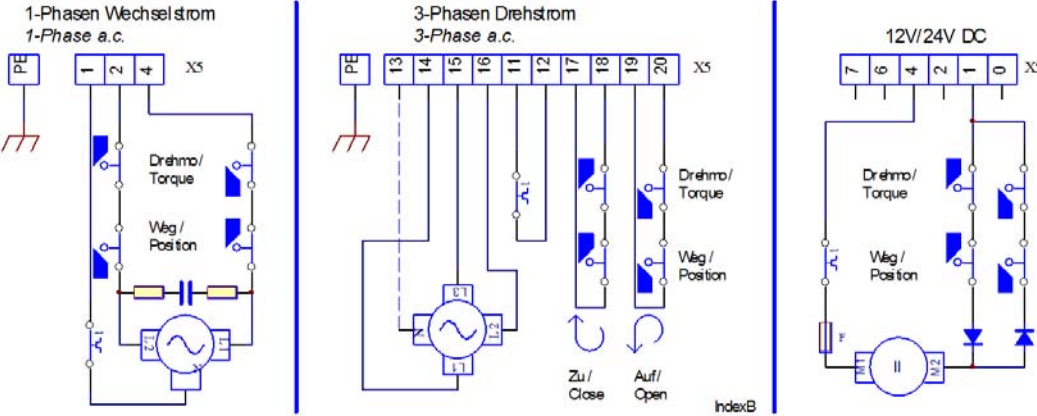 1-Phasen Wechselstrom
1-Phase a.c.
PE
1 2 4
X5
Drehmo/
Torque
Weg /
Position
L2
L1
N
3-Phasen Drehstrom
3-Phase a.c.
PE
13 14 15 16 11 12 17 18 19 20
X5
Drehmo/
Torque
Weg /
Position
L3
N
L2
L1
Zu /
Close
Auf/
Open
IndexB
12V/24V DC
7 6 4 2 1 0
X5
Drehmo/
Torque
Weg /
Position
M1
II
M2